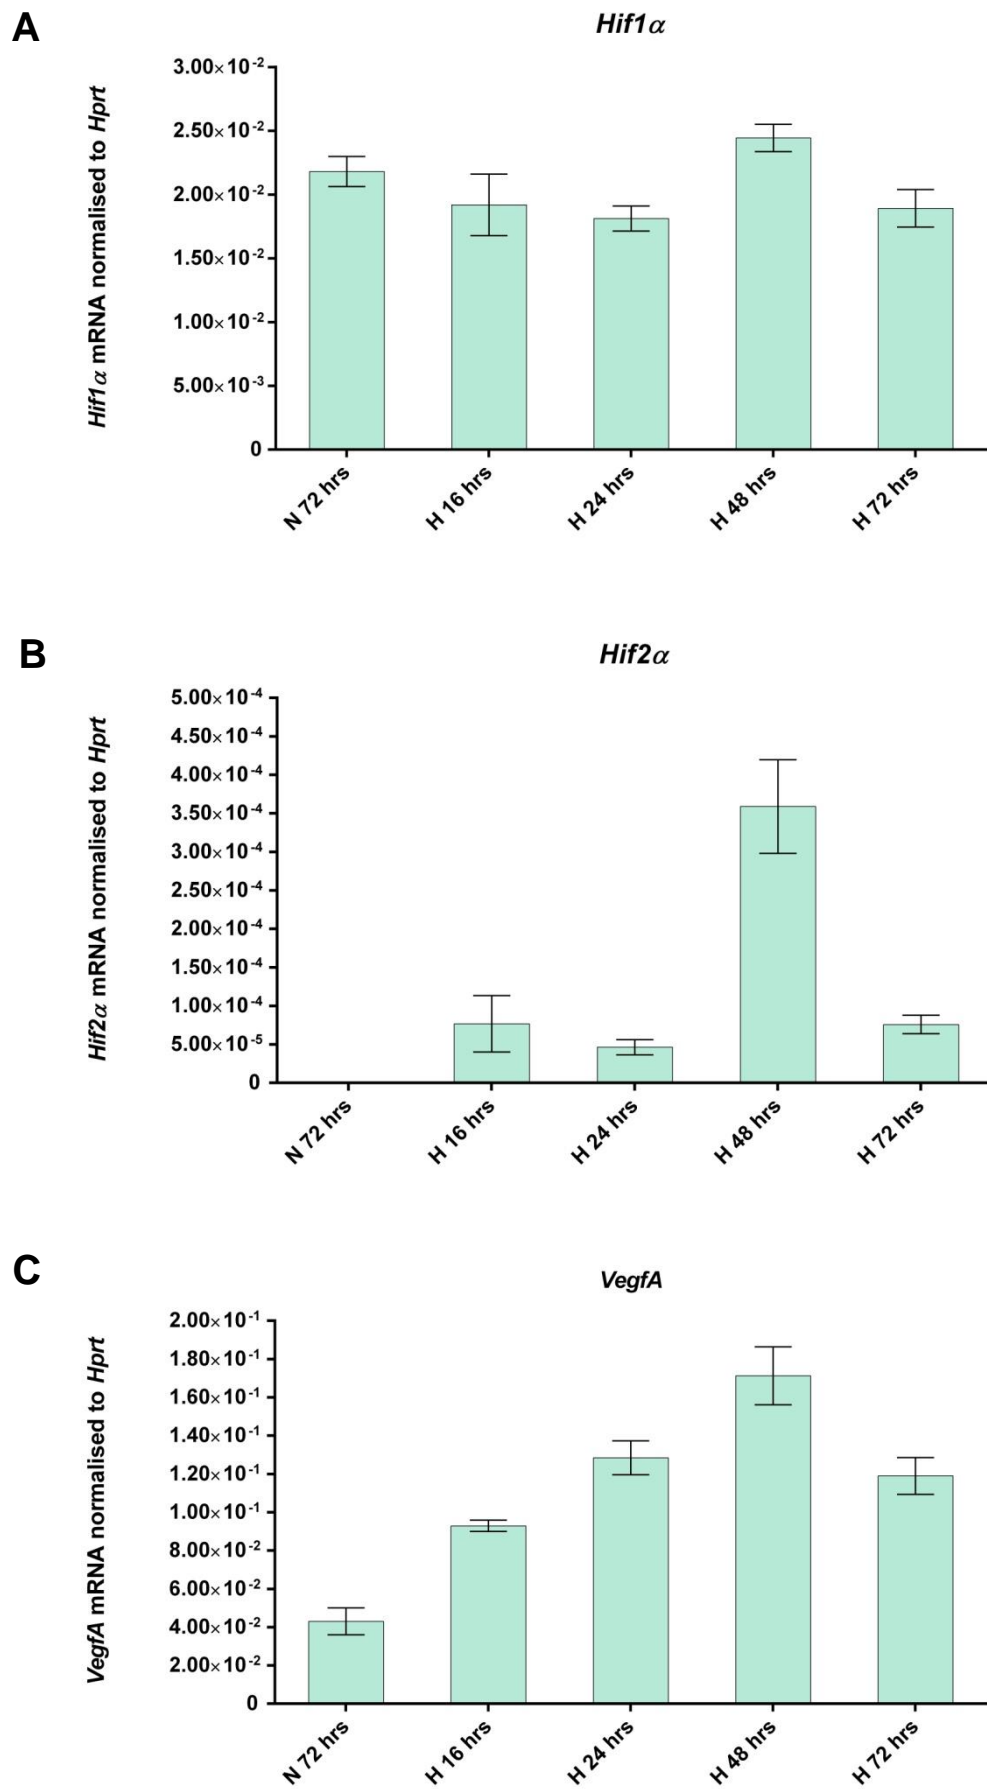 A
Hif1α
Hif1α mRNA normalised to Hprt
3.00×10⁻²
2.50×10⁻²
2.00×10⁻²
1.50×10⁻²
1.00×10⁻²
5.00×10⁻³
0
N 72 hrs
H 16 hrs
H 24 hrs
H 48 hrs
H 72 hrs
B
Hif2α
Hif2α mRNA normalised to Hprt
5.00×10⁻⁴
4.50×10⁻⁴
4.00×10⁻⁴
3.50×10⁻⁴
3.00×10⁻⁴
2.50×10⁻⁴
2.00×10⁻⁴
1.50×10⁻⁴
1.00×10⁻⁴
5.00×10⁻⁵
0
N 72 hrs
H 16 hrs
H 24 hrs
H 48 hrs
H 72 hrs
C
VegfA
VegfA mRNA normalised to Hprt
2.00×10⁻¹
1.80×10⁻¹
1.60×10⁻¹
1.40×10⁻¹
1.20×10⁻¹
1.00×10⁻¹
8.00×10⁻²
6.00×10⁻²
4.00×10⁻²
2.00×10⁻²
0
N 72 hrs
H 16 hrs
H 24 hrs
H 48 hrs
H 72 hrs